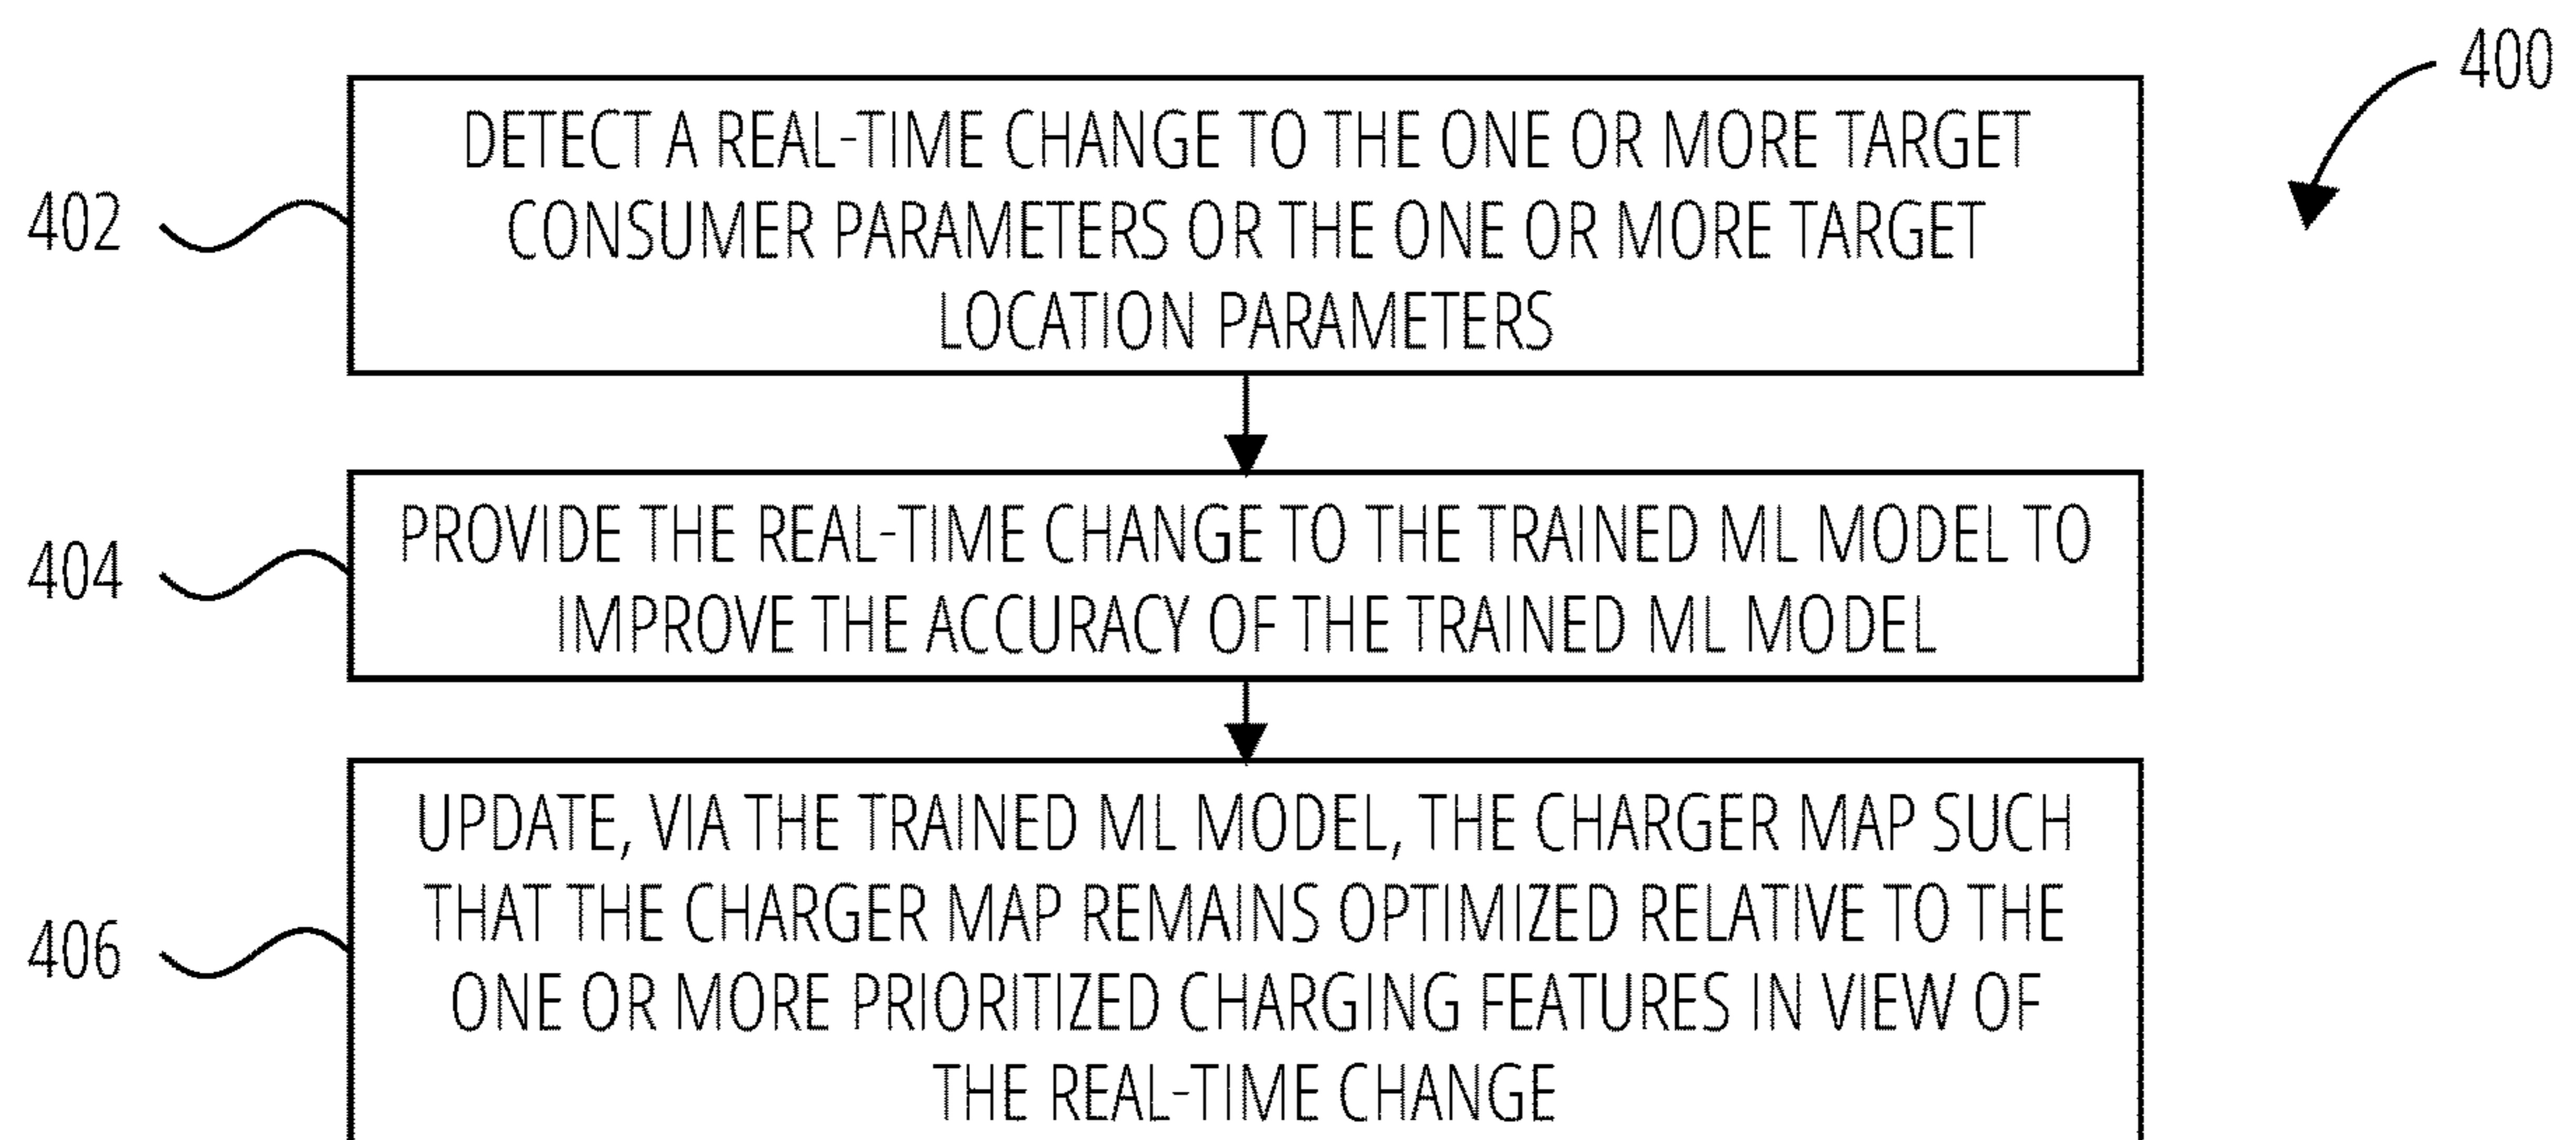 400
DETECT A REAL-TIME CHANGE TO THE ONE OR MORE TARGET
CONSUMER PARAMETERS OR THE ONE OR MORE TARGET
LOCATION PARAMETERS
402
PROVIDE THE REAL-TIME CHANGE TO THE TRAINED ML MODEL TO
IMPROVE THE ACCURACY OF THE TRAINED ML MODEL
404
UPDATE, VIA THE TRAINED ML MODEL, THE CHARGER MAP SUCH
THAT THE CHARGER MAP REMAINS OPTIMIZED RELATIVE TO THE
ONE OR MORE PRIORITIZED CHARGING FEATURES IN VIEW OF
THE REAL-TIME CHANGE
406